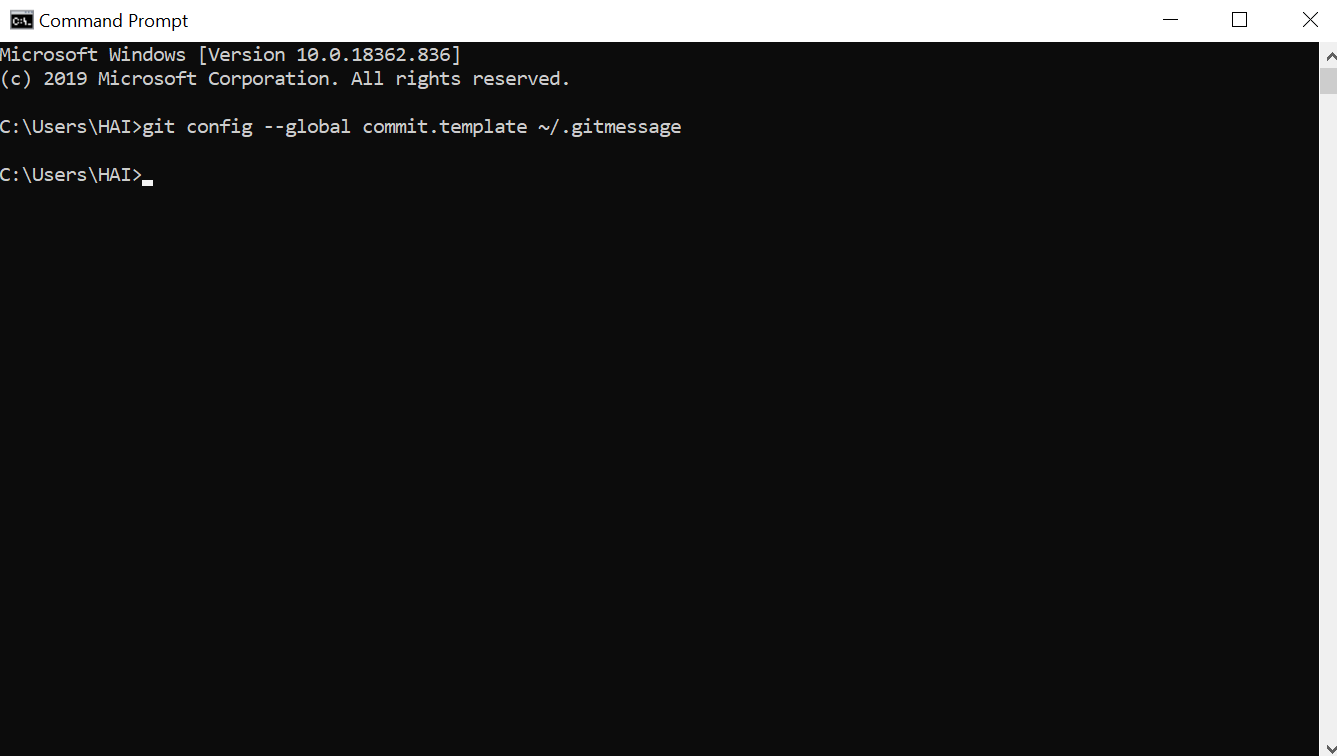 Command Prompt
Microsoft Windows [Version 10.0.18362.836]
(c) 2019 Microsoft Corporation. All rights reserved.
C:\Users\HAI>git config --global commit.template ~/.gitmessage
C:\Users\HAI>